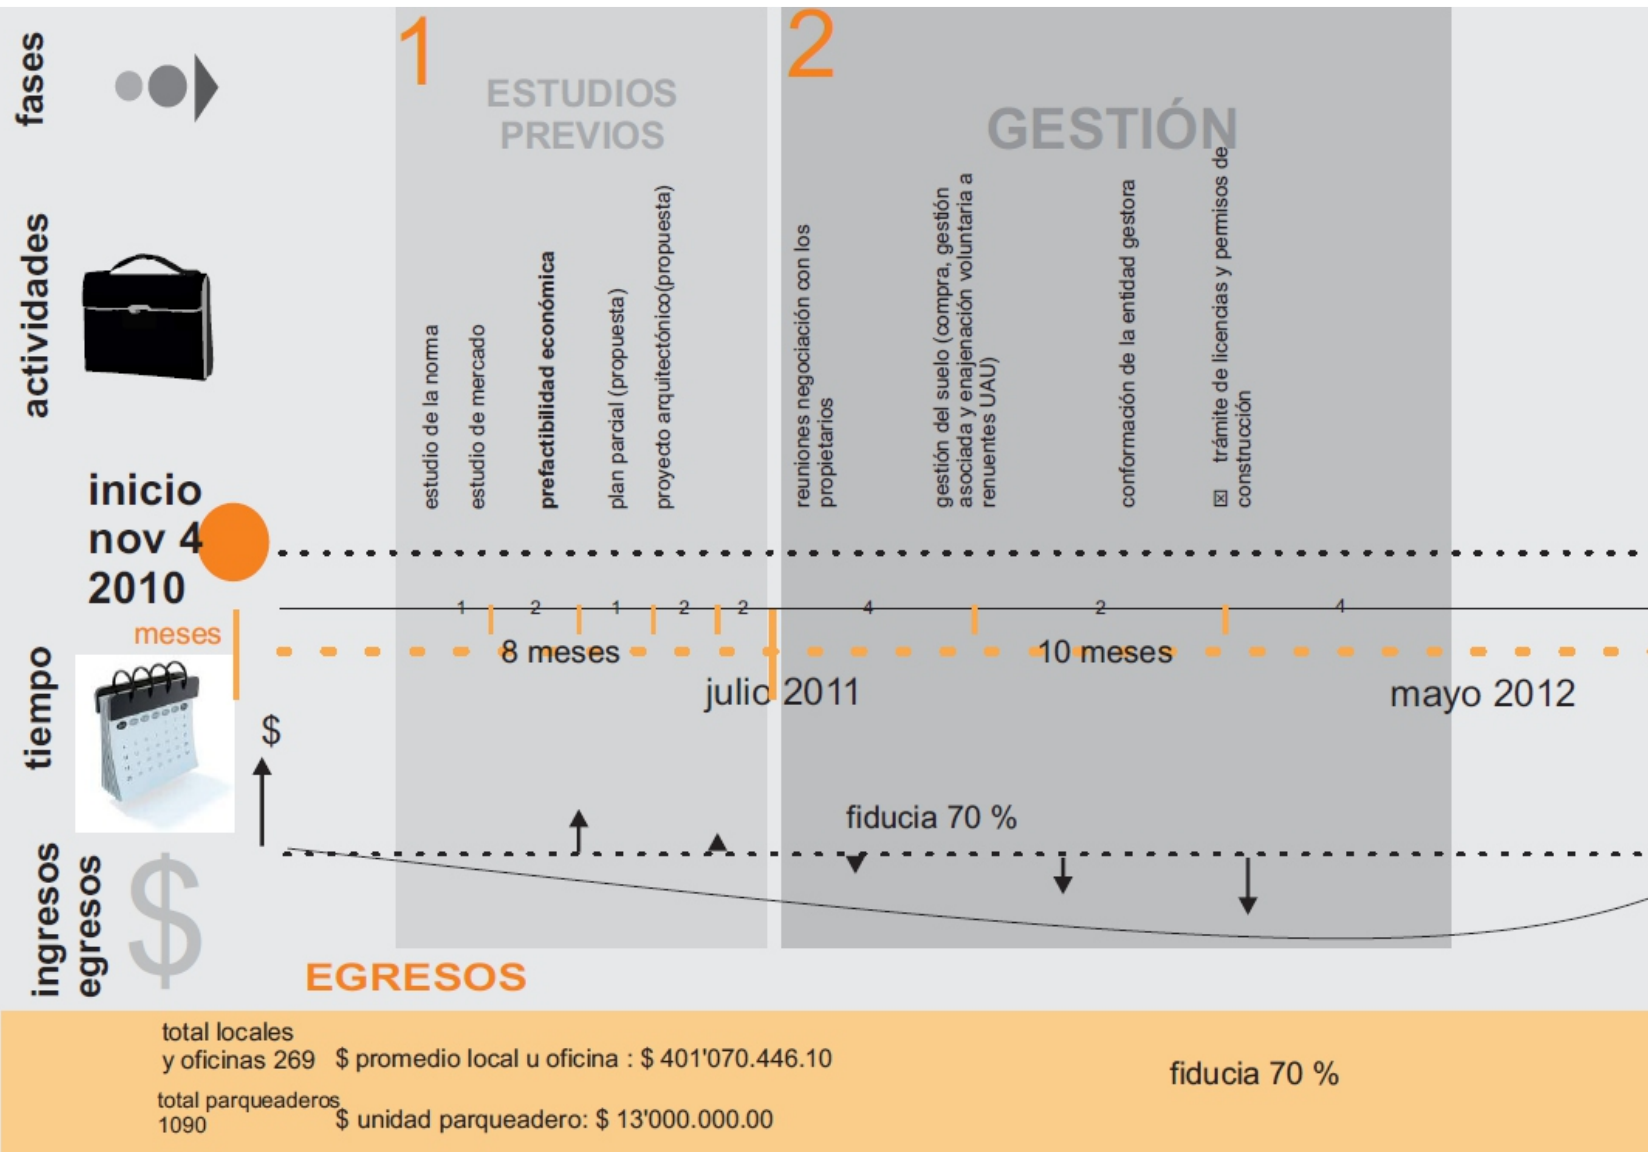 fases
1
ESTUDIOS
PREVIOS
2
GESTIÓN
actividades
estudio de la norma
estudio de mercado
prefactibilidad económica
plan parcial (propuesta)
proyecto arquitectónico(propuesta)
reuniones negociación con los
propietarios
gestión del suelo (compra, gestión
asociada y enajenación voluntaria a
renuentes UAU)
conformación de la entidad gestora
☒ trámite de licencias y permisos de
construcción
inicio
nov 4
2010
1 2 1 2 2 4 2 4
meses
8 meses
10 meses
tiempo
julio 2011
mayo 2012
$
fiducia 70 %
ingresos
egresos
$
EGRESOS
total locales
y oficinas 269 $ promedio local u oficina : $ 401'070.446.10
fiducia 70 %
total parqueaderos
1090 $ unidad parqueadero: $ 13'000.000.00